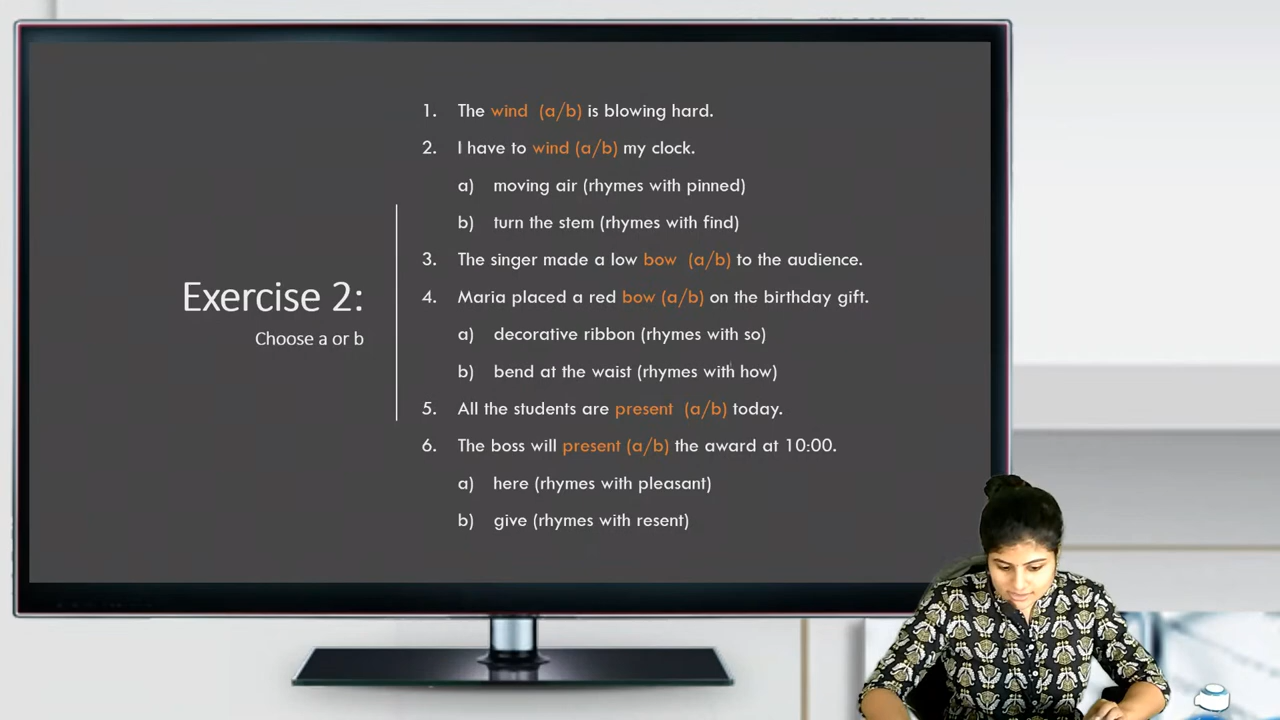 1. The wind (a/b) is blowing hard.
2. I have to wind (a/b) my clock.
a) moving air (rhymes with pinned)
b) turn the stem (rhymes with find)
3. The singer made a low bow (a/b) to the audience.
4. Maria placed a red bow (a/b) on the birthday gift.
a) decorative ribbon (rhymes with so)
b) bend at the waist (rhymes with how)
5. All the students are present (a/b) today.
6. The boss will present (a/b) the award at 10:00.
a) here (rhymes with pleasant)
b) give (rhymes with resent)
Exercise 2:
Choose a or b